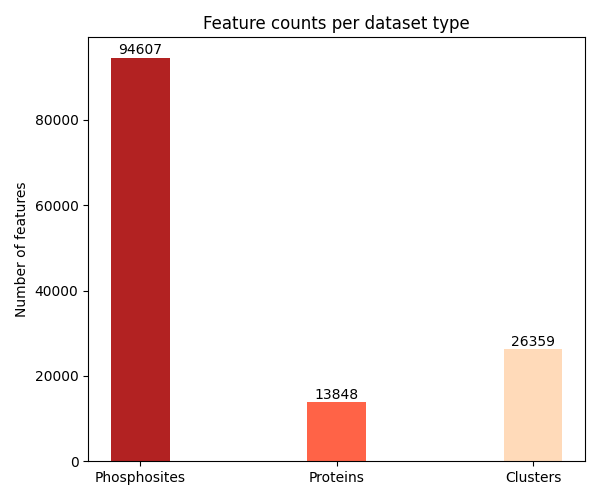 Feature counts per dataset type
Number of features
80000
60000
40000
20000
0
94607
13848
26359
Phosphosites
Proteins
Clusters